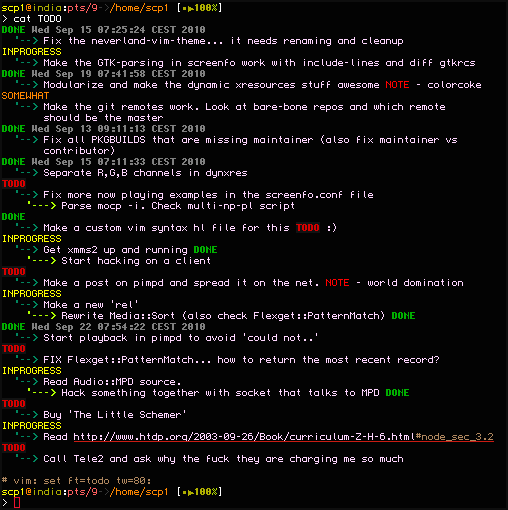 scp1@india:pts/9->/home/scp1 [▪▶100%]
> cat TODO
DONE Wed Sep 15 07:25:24 CEST 2010
'--> Fix the neverland-vim-theme... it needs renaming and cleanup
INPROGRESS
'--> Make the GTK-parsing in screenfo work with include-lines and diff gtkrcs
DONE Wed Sep 19 07:41:58 CEST 2010
'--> Modularize and make the dynamic xresources stuff awesome NOTE - colorcoke
SOMEWHAT
'--> Make the git remotes work. Look at bare-bone repos and which remote
should be the master
DONE Wed Sep 13 09:11:13 CEST 2010
'--> Fix all PKGBUILDS that are missing maintainer (also fix maintainer vs
contributor)
DONE Wed Sep 15 07:11:33 CEST 2010
'--> Separate R,G,B channels in dynxres
TODO
'--> Fix more now playing examples in the screenfo.conf file
'---> Parse mocp -i. Check multi-np-pl script
DONE
'--> Make a custom vim syntax hl file for this TODO :)
INPROGRESS
'--> Get xmms2 up and running DONE
'---> Start hacking on a client
TODO
'--> Make a post on pimpd and spread it on the net. NOTE - world domination
INPROGRESS
'--> Make a new 'rel'
'---> Rewrite Media::Sort (also check Flexget::PatternMatch) DONE
DONE Wed Sep 22 07:54:22 CEST 2010
'--> Start playback in pimpd to avoid 'could not..'
TODO
'--> FIX Flexget::PatternMatch... how to return the most recent record?
INPROGRESS
'--> Read Audio::MPD source.
'---> Hack something together with socket that talks to MPD DONE
TODO
'--> Buy 'The Little Schemer'
INPROGRESS
'--> Read http://www.htdp.org/2003-09-26/Book/curriculum-Z-H-6.html#node_sec_3.2
TODO
'--> Call Tele2 and ask why the fuck they are charging me so much
# vim: set ft=todo tw=80:
scp1@india:pts/9->/home/scp1 [▪▶100%]
>